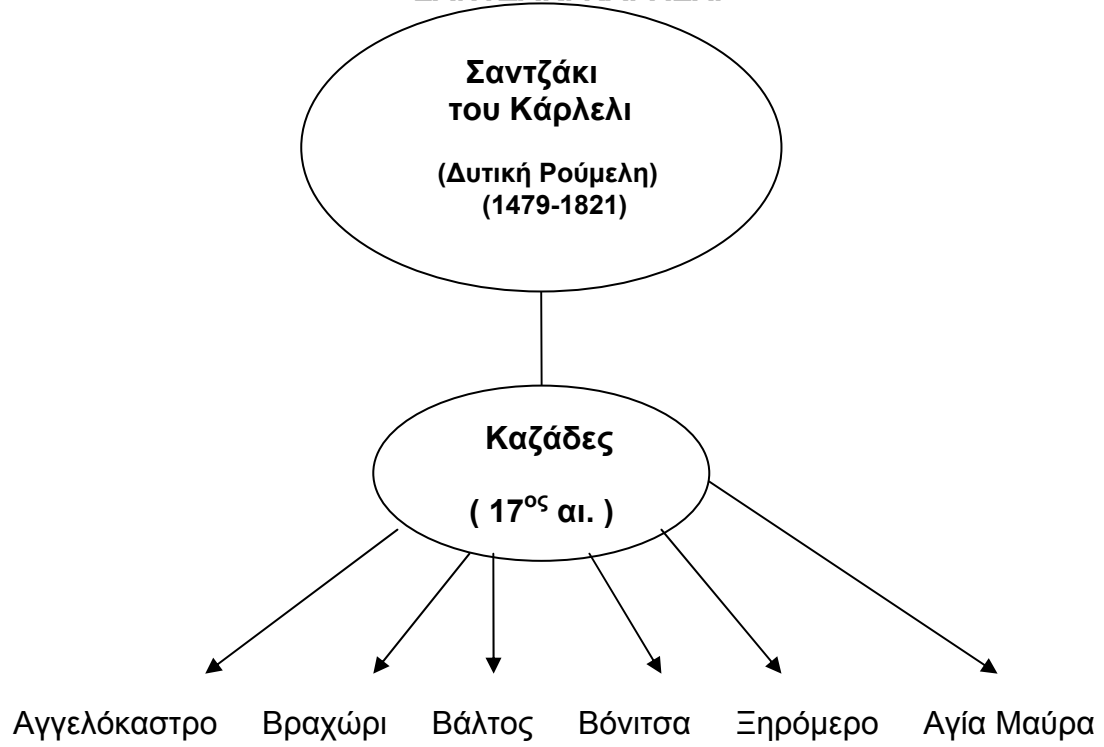 Σαντζάκι
του Κάρλελι
(Δυτική Ρούμελη)
(1479-1821)
Καζάδες
( 17ος αι. )
Αγγελόκαστρο Βραχώρι Βάλτος Βόνιτσα Ξηρόμερο Αγία Μαύρα